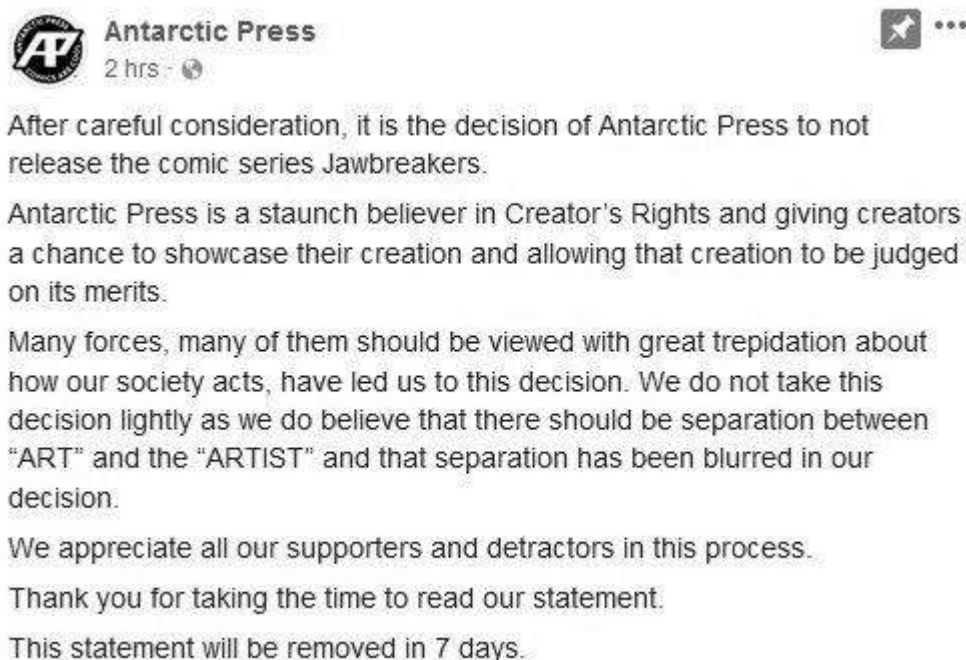 Antarctic Press
2 hrs ·
After careful consideration, it is the decision of Antarctic Press to not
release the comic series Jawbreakers.
Antarctic Press is a staunch believer in Creator's Rights and giving creators
a chance to showcase their creation and allowing that creation to be judged
on its merits.
Many forces, many of them should be viewed with great trepidation about
how our society acts, have led us to this decision. We do not take this
decision lightly as we do believe that there should be separation between
“ART” and the “ARTIST” and that separation has been blurred in our
decision.
We appreciate all our supporters and detractors in this process.
Thank you for taking the time to read our statement.
This statement will be removed in 7 days.
ANTARCTIC PRESS
AP
COMICS ARE COOL